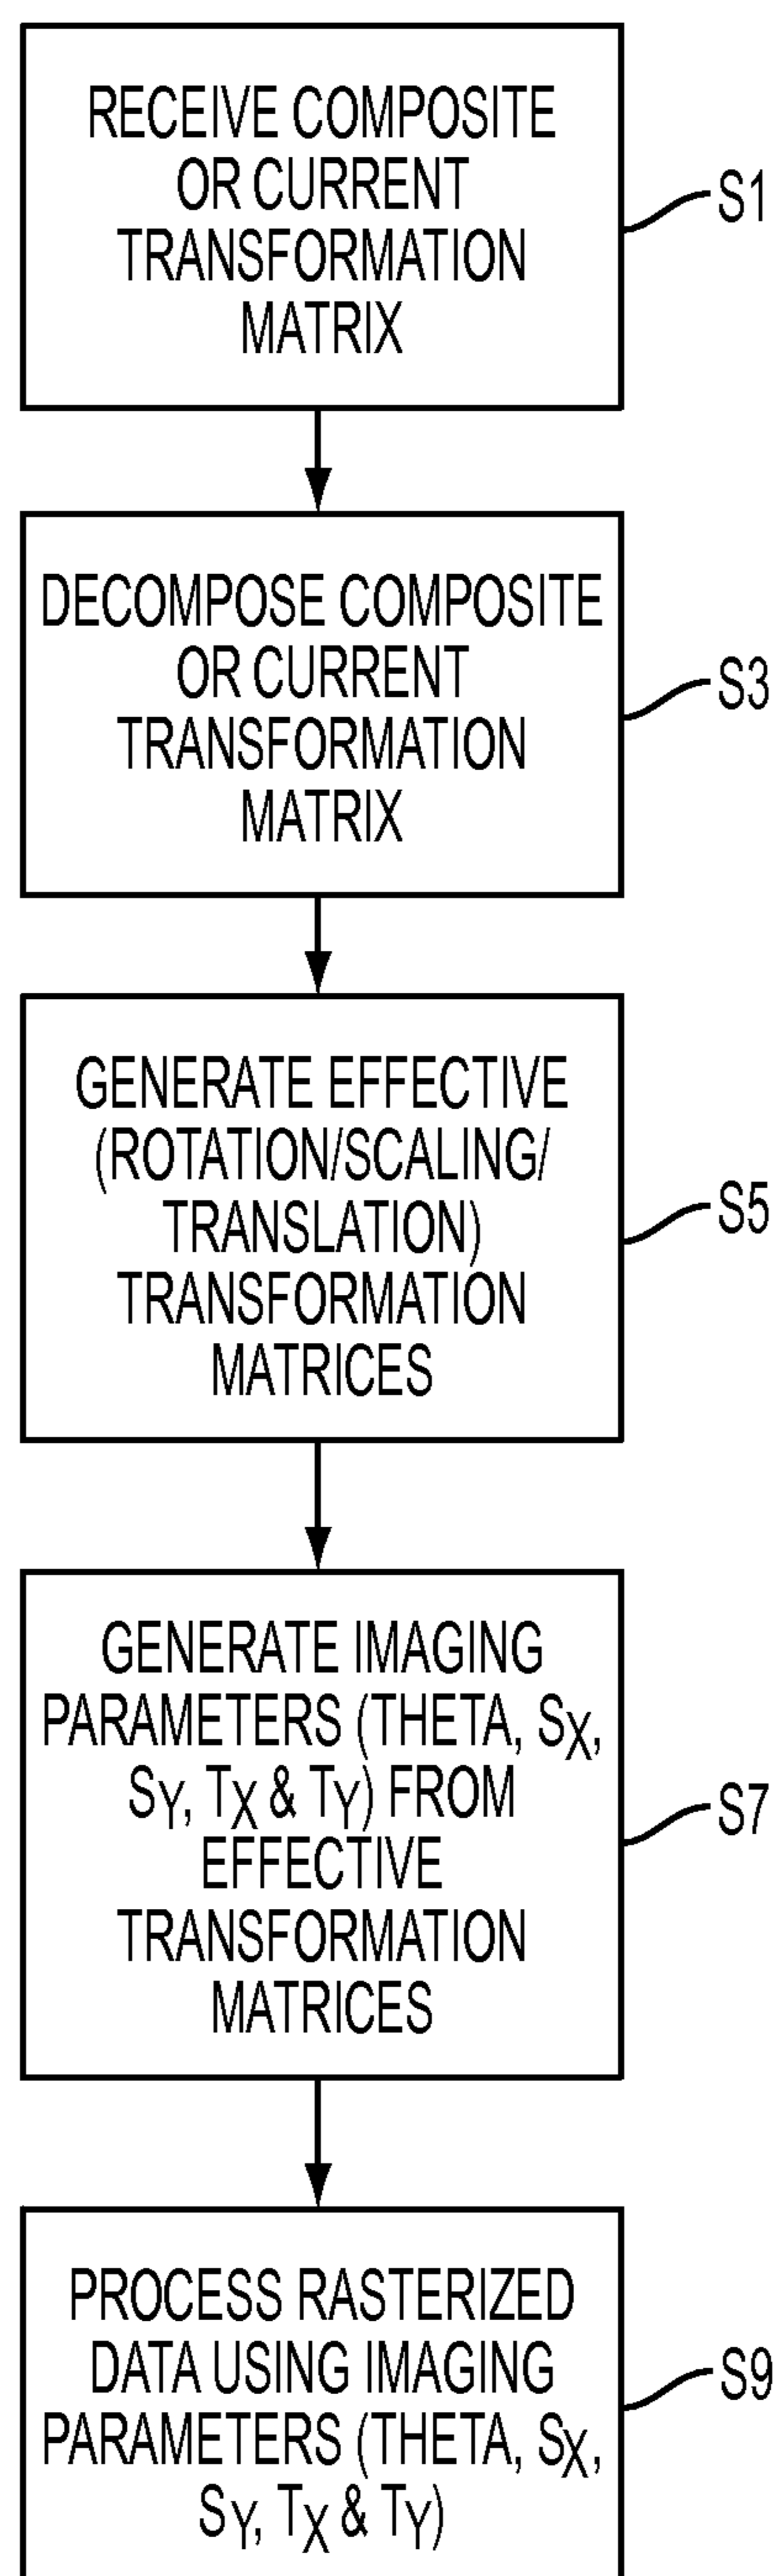 RECEIVE COMPOSITE
OR CURRENT
TRANSFORMATION
MATRIX
S1
DECOMPOSE COMPOSITE
OR CURRENT
TRANSFORMATION
MATRIX
S3
GENERATE EFFECTIVE
(ROTATION/SCALING/
TRANSLATION)
TRANSFORMATION
MATRICES
S5
GENERATE IMAGING
PARAMETERS (THETA, SX,
SY, TX & TY) FROM
EFFECTIVE
TRANSFORMATION
MATRICES
S7
PROCESS RASTERIZED
DATA USING IMAGING
PARAMETERS (THETA, SX,
SY, TX & TY)
S9